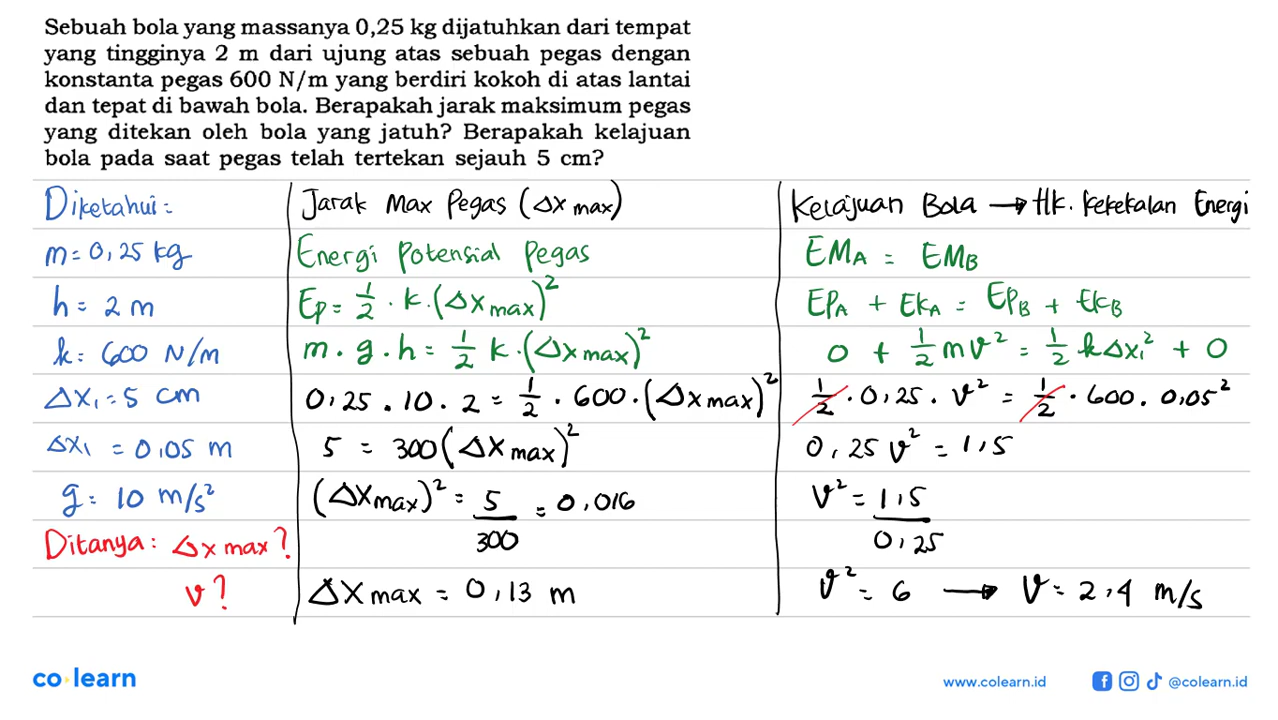 Sebuah bola yang massanya 0,25 kg dijatuhkan dari tempat
yang tingginya 2 m dari ujung atas sebuah pegas dengan
konstanta pegas 600 N/m yang berdiri kokoh di atas lantai
dan tepat di bawah bola. Berapakah jarak maksimum pegas
yang ditekan oleh bola yang jatuh? Berapakah kelajuan
bola pada saat pegas telah tertekan sejauh 5 cm?
Diketahui:
m = 0,25 kg
h = 2 m
k = 600 N/m
Δx₁ = 5 cm
Δx₁ = 0,05 m
g = 10 m/s²
Ditanya: Δx max?
v?
Jarak Max Pegas (Δx max)
Energi Potensial Pegas
Ep = 1/2 . k . (Δx max)²
m . g . h = 1/2 k . (Δx max)²
0,25 . 10 . 2 = 1/2 . 600 . (Δx max)²
5 = 300 (Δx max)²
(Δx max)² = 5/300 = 0,016
Δx max = 0,13 m
Kelajuan Bola → Hk. Kekekalan Energi
EM_A = EM_B
EP_A + EK_A = EP_B + EK_B
0 + 1/2 m v² = 1/2 k Δx₁² + 0
1/2 . 0,25 . v² = 1/2 . 600 . 0,05²
0,25 v² = 1,5
v² = 1,5/0,25
v² = 6 → v = 2,4 m/s
co learn
www.colearn.id
@colearn.id